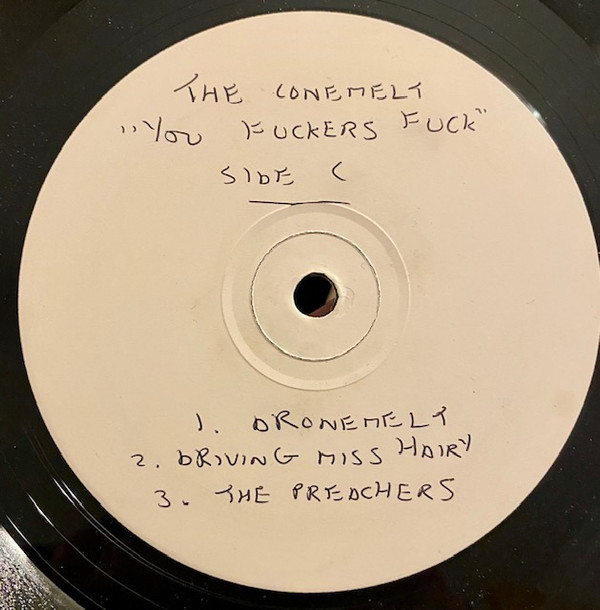 THE CONEMELT
"YOU FUCKERS FUCK"
SIDE C
1. DRONEMELT
2. DRIVING MISS HAIRY
3. THE PREACHERS